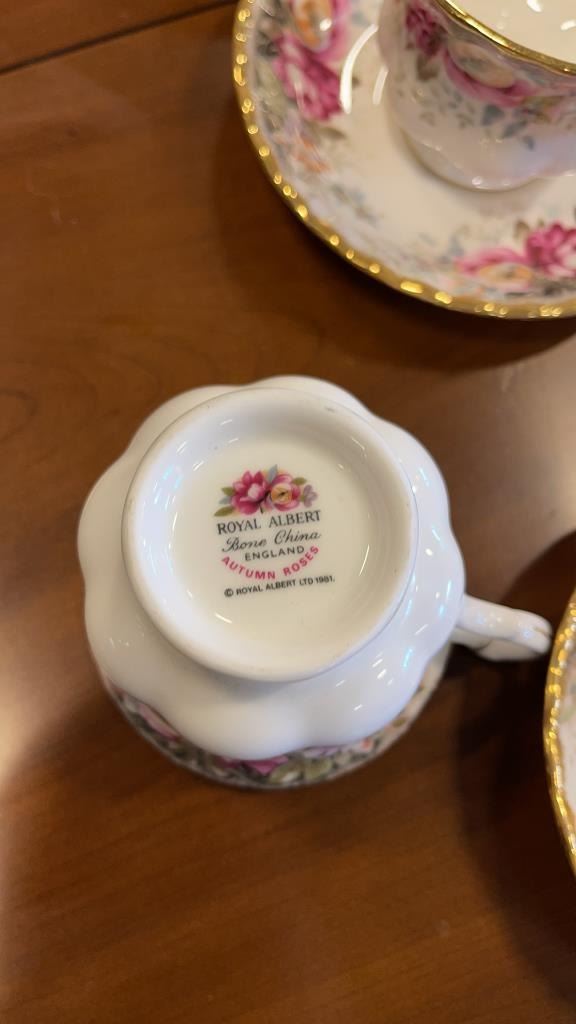 ROYAL ALBERT
Bone China
ENGLAND
AUTUMN ROSES
© ROYAL ALBERT LTD 1981.